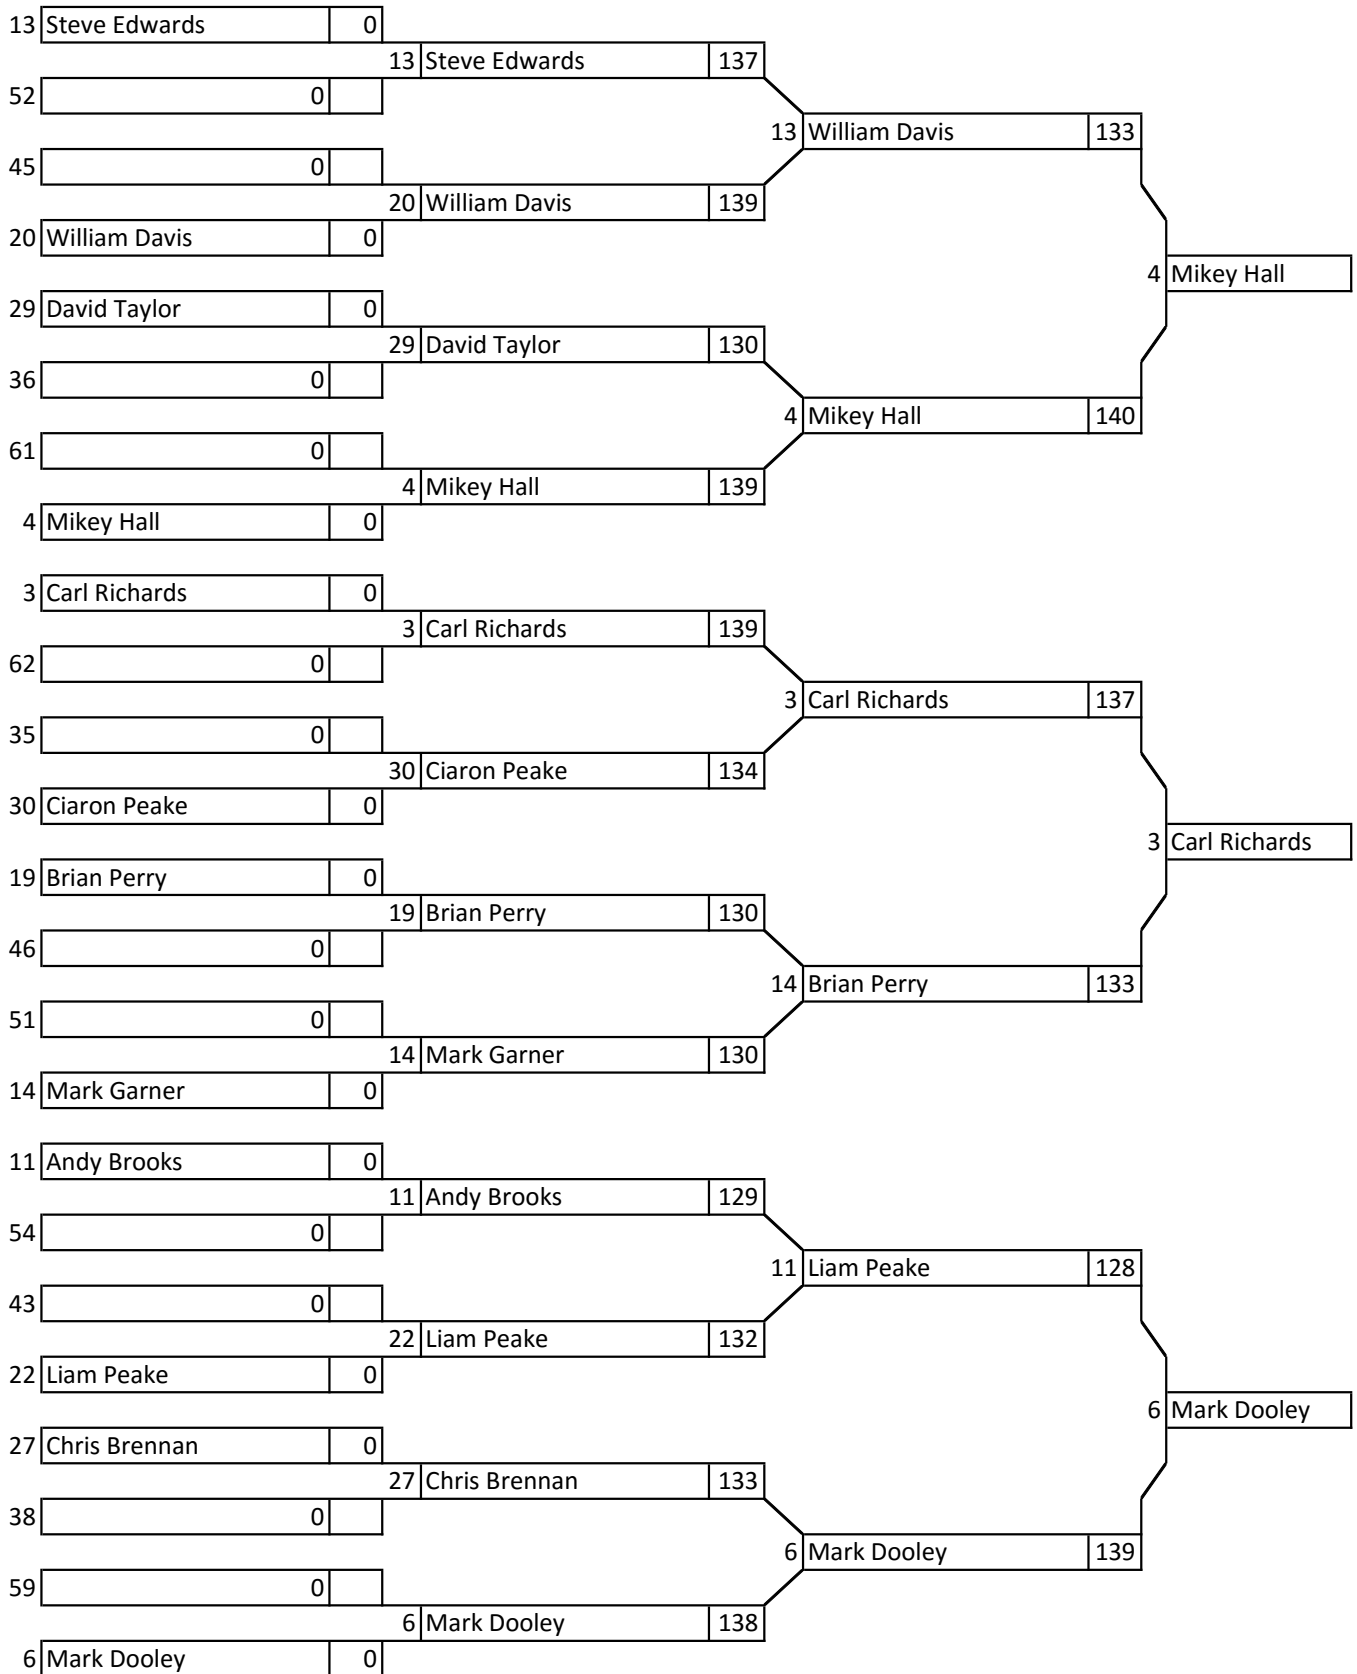 13 Steve Edwards 0
13 Steve Edwards 137
52 0
13 William Davis 133
45 0
20 William Davis 139
20 William Davis 0
4 Mikey Hall
29 David Taylor 0
29 David Taylor 130
36 0
4 Mikey Hall 140
61 0
4 Mikey Hall 139
4 Mikey Hall 0
3 Carl Richards 0
3 Carl Richards 139
62 0
3 Carl Richards 137
35 0
30 Ciaron Peake 134
30 Ciaron Peake 0
3 Carl Richards
19 Brian Perry 0
19 Brian Perry 130
46 0
14 Brian Perry 133
51 0
14 Mark Garner 130
14 Mark Garner 0
11 Andy Brooks 0
11 Andy Brooks 129
54 0
11 Liam Peake 128
43 0
22 Liam Peake 132
22 Liam Peake 0
6 Mark Dooley
27 Chris Brennan 0
27 Chris Brennan 133
38 0
6 Mark Dooley 139
59 0
6 Mark Dooley 138
6 Mark Dooley 0